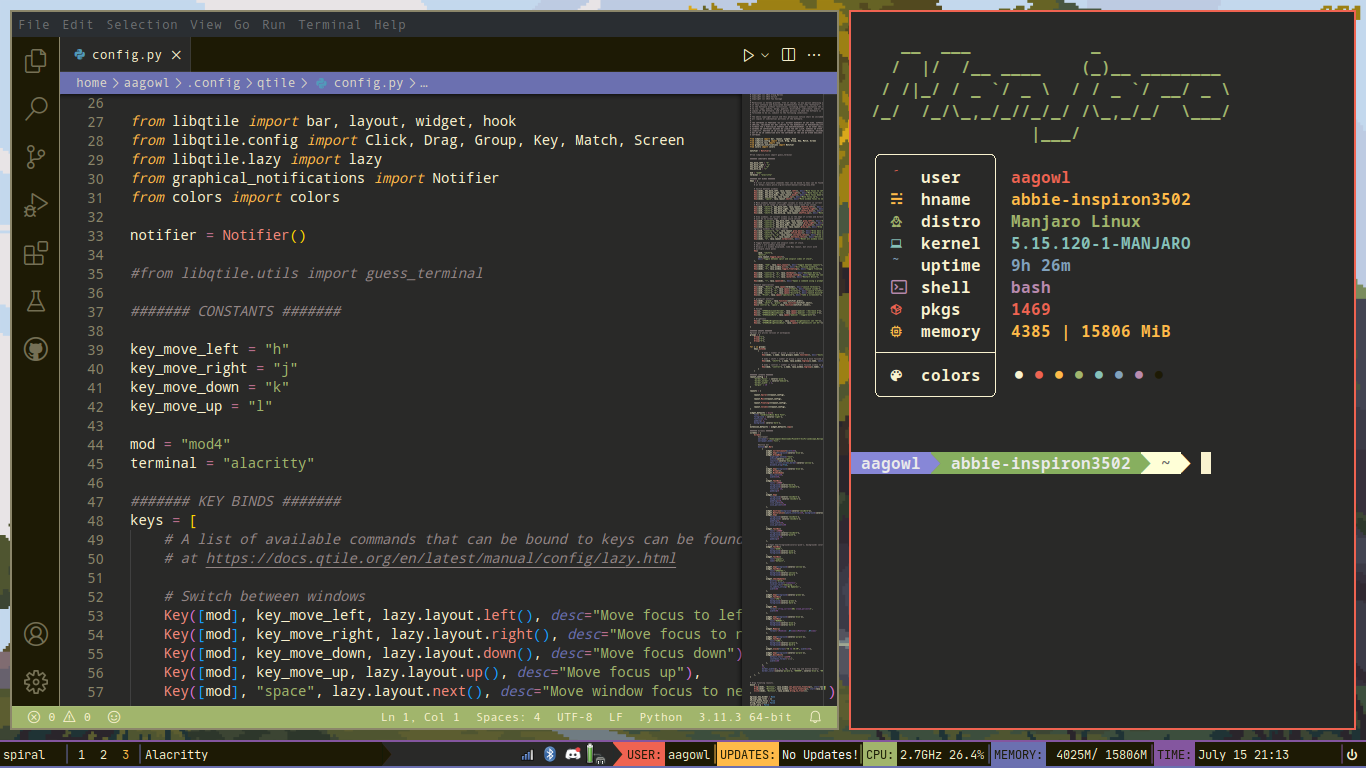 File Edit Selection View Go Run Terminal Help
config.py
home > aagowl > .config > qtile > config.py > …
26
27 from libqtile import bar, layout, widget, hook
28 from libqtile.config import Click, Drag, Group, Key, Match, Screen
29 from libqtile.lazy import lazy
30 from graphical_notifications import Notifier
31 from colors import colors
32
33 notifier = Notifier()
34
35 #from libqtile.utils import guess_terminal
36
37 ####### CONSTANTS #######
38
39 key_move_left = "h"
40 key_move_right = "j"
41 key_move_down = "k"
42 key_move_up = "l"
43
44 mod = "mod4"
45 terminal = "alacritty"
46
47 ####### KEY BINDS #######
48 keys = [
49 # A list of available commands that can be bound to keys can be found
50 # at https://docs.qtile.org/en/latest/manual/config/lazy.html
51
52 # Switch between windows
53 Key([mod], key_move_left, lazy.layout.left(), desc="Move focus to lef
54 Key([mod], key_move_right, lazy.layout.right(), desc="Move focus to r
55 Key([mod], key_move_down, lazy.layout.down(), desc="Move focus down")
56 Key([mod], key_move_up, lazy.layout.up(), desc="Move focus up"),
57 Key([mod], "space", lazy.layout.next(), desc="Move window focus to ne )
0 0 Ln 1, Col 1 Spaces: 4 UTF-8 LF Python 3.11.3 64-bit
Manjaro
user aagowl
hname abbie-inspiron3502
distro Manjaro Linux
kernel 5.15.120-1-MANJARO
uptime 9h 26m
shell bash
pkgs 1469
memory 4385 | 15806 MiB
colors
aagowl abbie-inspiron3502 ~
spiral 1 2 3 Alacritty USER: aagowl UPDATES: No Updates! CPU: 2.7GHz 26.4% MEMORY: 4025M/ 15806M TIME: July 15 21:13